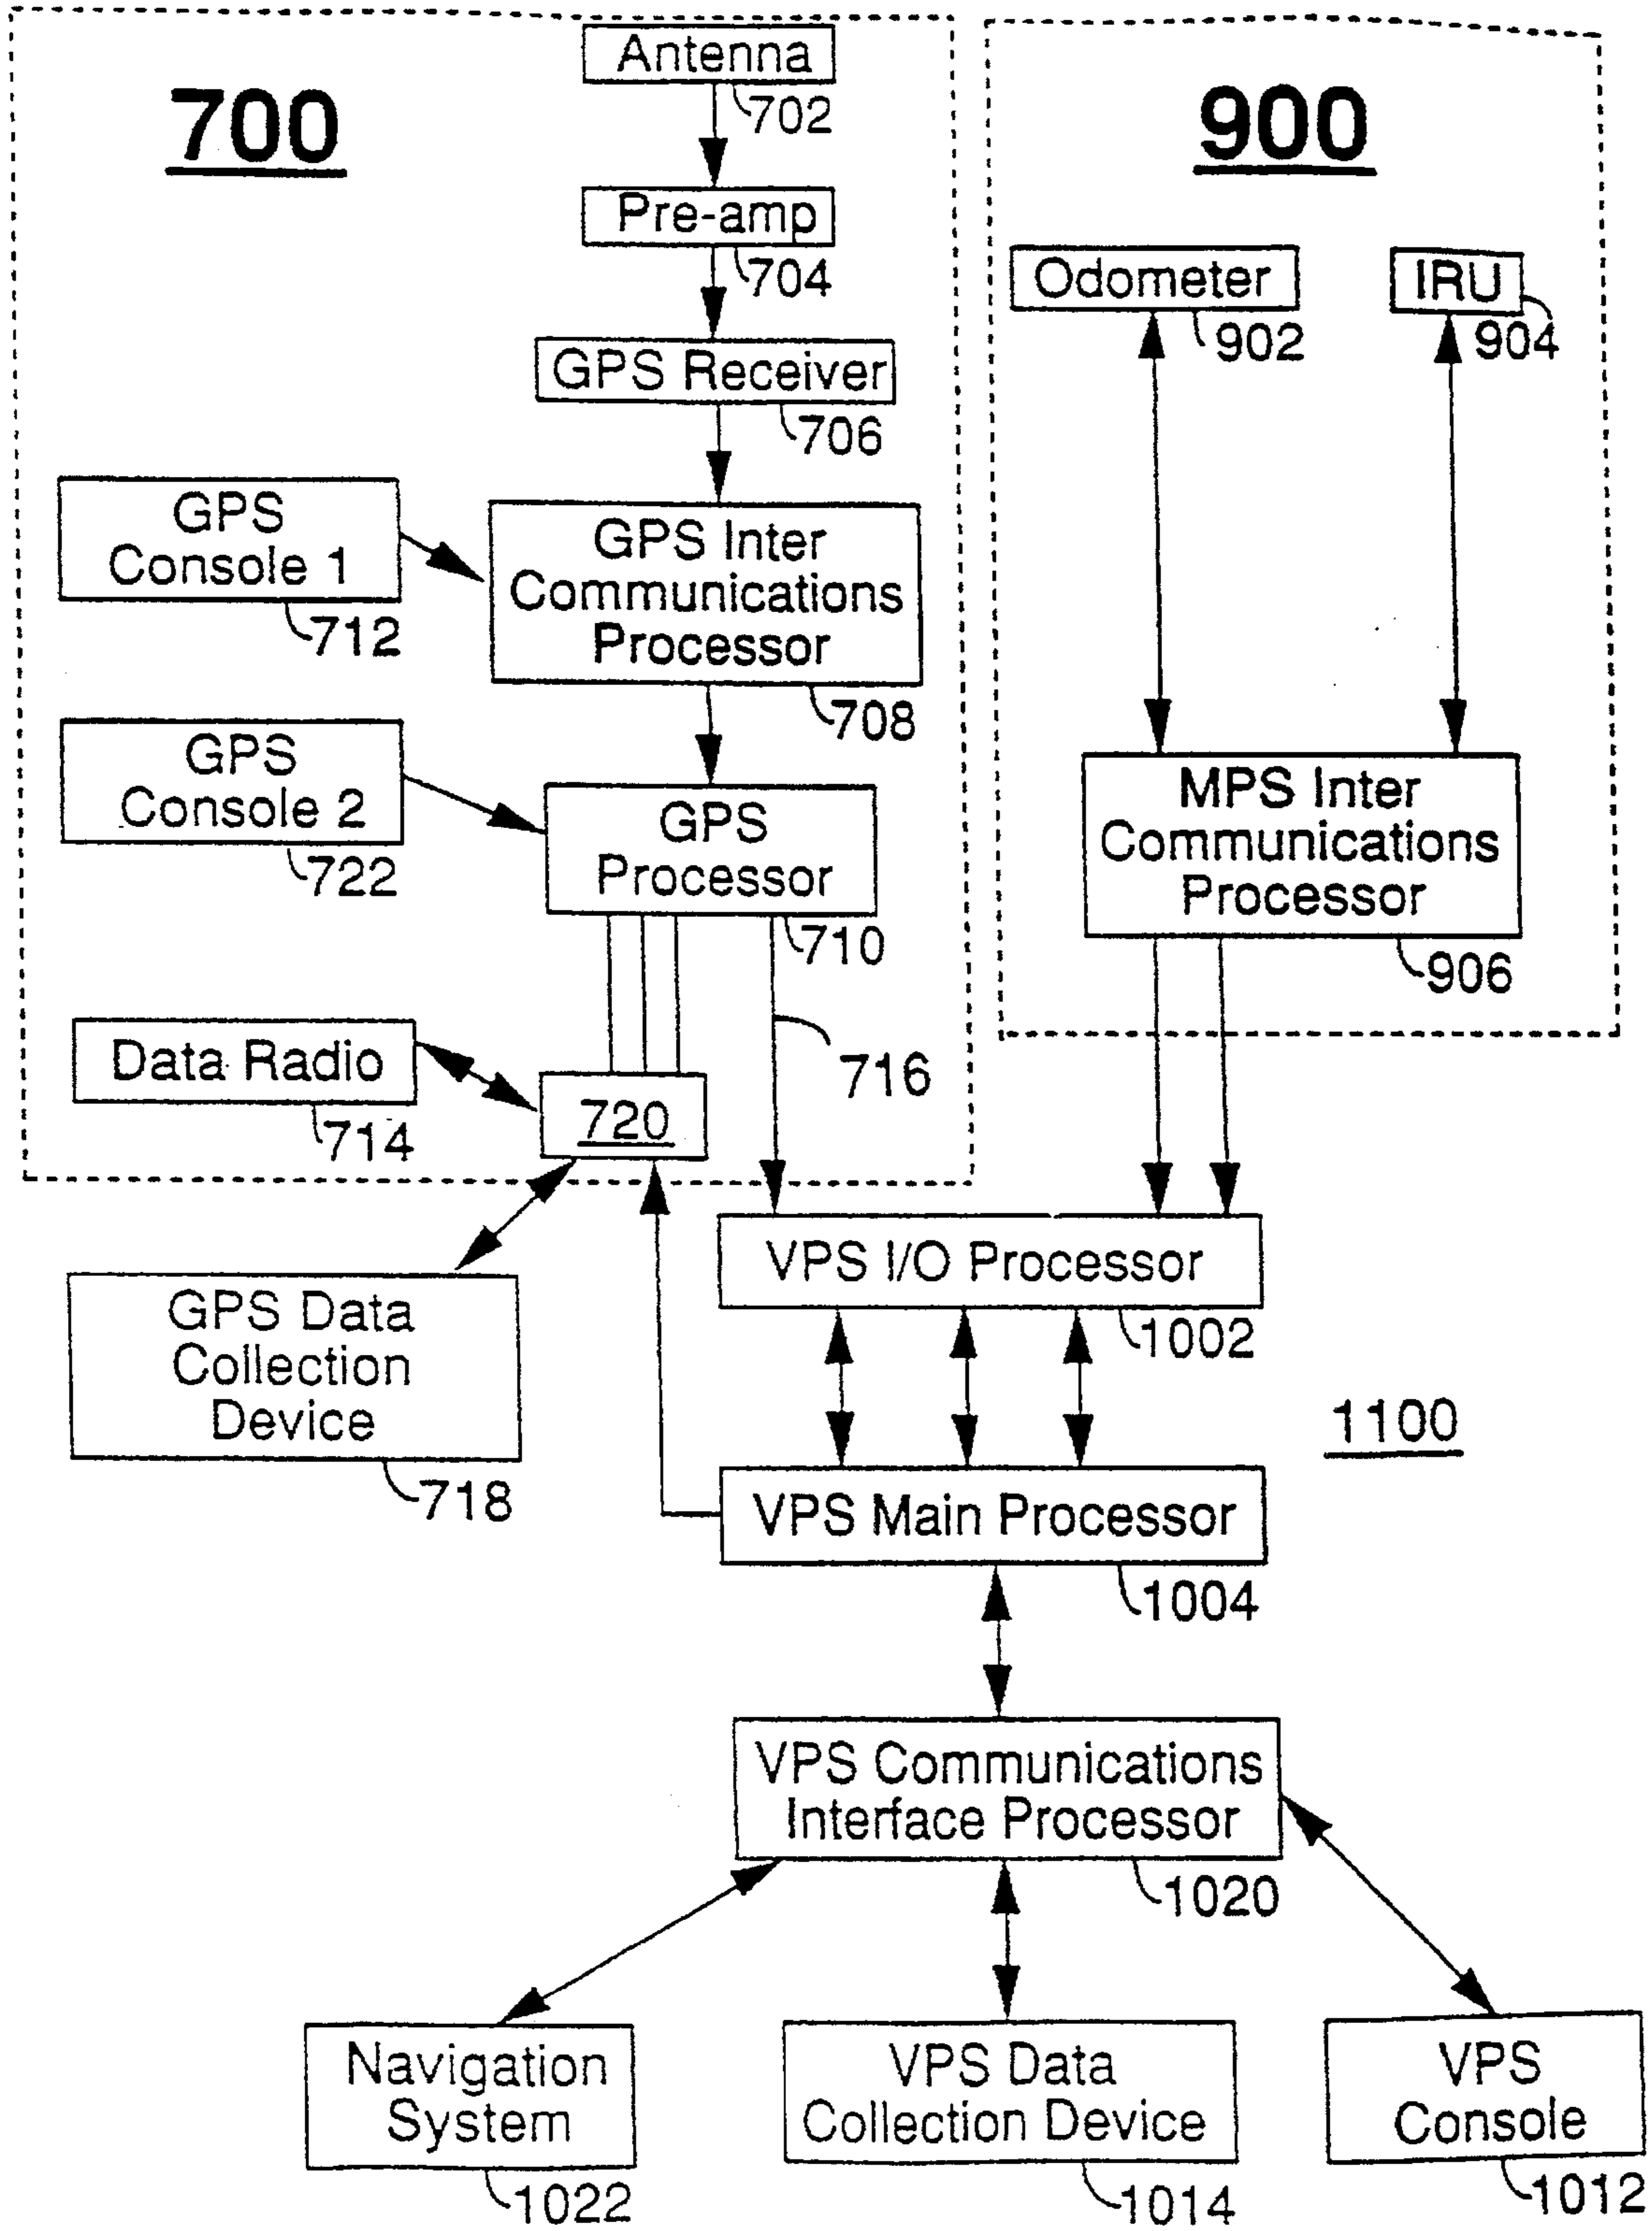 Antenna
702
700
900
Pre-amp
704
Odometer
902
IRU
904
GPS Receiver
706
GPS
Console 1
712
GPS Inter
Communications
Processor
708
GPS
Console 2
722
GPS
Processor
710
MPS Inter
Communications
Processor
906
Data Radio
714
720
716
VPS I/O Processor
1002
GPS Data
Collection
Device
718
1100
VPS Main Processor
1004
VPS Communications
Interface Processor
1020
Navigation
System
1022
VPS Data
Collection Device
1014
VPS
Console
1012